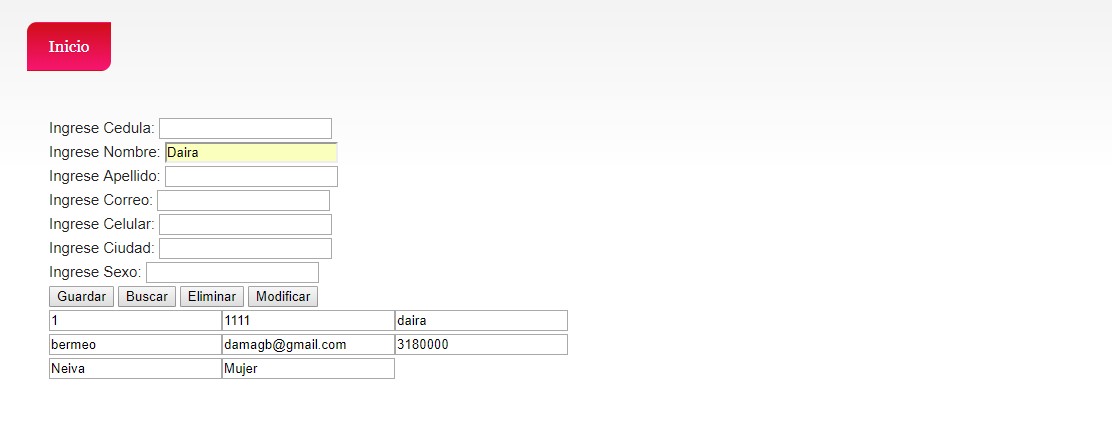 Inicio
Ingrese Cedula:
Ingrese Nombre: Daira
Ingrese Apellido:
Ingrese Correo:
Ingrese Celular:
Ingrese Ciudad:
Ingrese Sexo:
Guardar Buscar Eliminar Modificar
1 1111 daira
bermeo damagb@gmail.com 3180000
Neiva Mujer